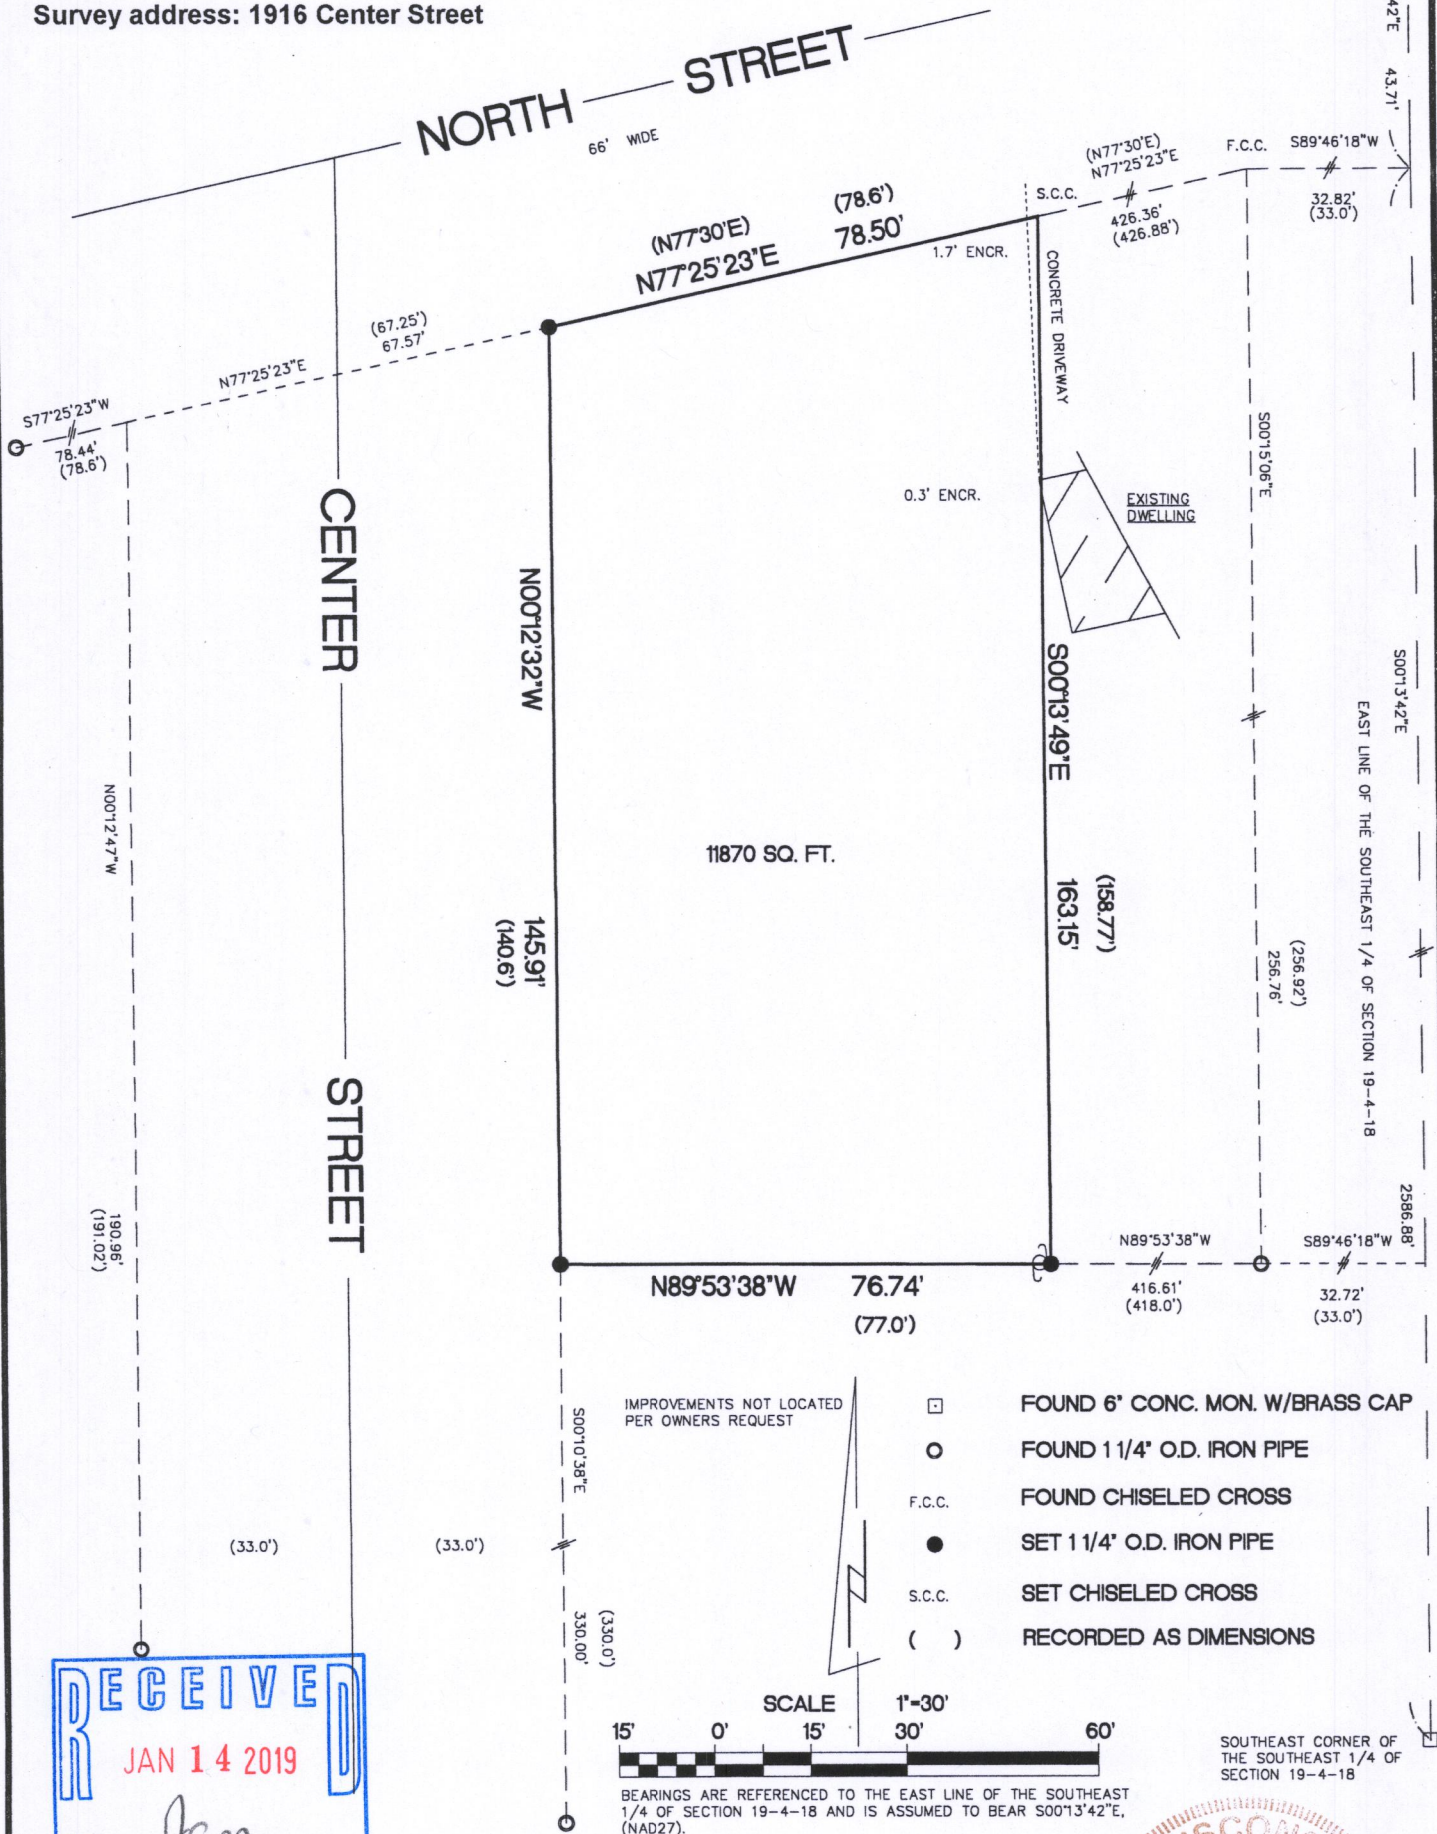 Survey address: 1916 Center Street
42"E
43.71'
NORTH STREET
66' WIDE
(N77°30'E)
N77°25'23"E
F.C.C.
S89°46'18"W
32.82'
(33.0')
S.C.C.
426.36'
(426.88')
(N77°30'E)
(78.6')
N77°25'23"E
78.50'
1.7' ENCR.
CONCRETE DRIVEWAY
(67.25')
67.57'
N77°25'23"E
S77°25'23"W
78.44'
(78.6')
S00°15'06"E
0.3' ENCR.
EXISTING
DWELLING
CENTER STREET
N00°12'32"W
145.91'
(140.6')
S00°13'49"E
(158.77')
163.15'
S00°13'42"E
EAST LINE OF THE SOUTHEAST 1/4 OF SECTION 19-4-18
2586.88'
N00°12'47"W
190.96'
(191.02')
11870 SQ. FT.
(256.92')
256.76'
N89°53'38"W
416.61'
(418.0')
S89°46'18"W
32.72'
(33.0')
N89°53'38"W 76.74'
(77.0')
IMPROVEMENTS NOT LOCATED
PER OWNERS REQUEST
S00°10'38"E
(330.0')
330.00'
(33.0')
(33.0')
FOUND 6" CONC. MON. W/BRASS CAP
FOUND 1 1/4" O.D. IRON PIPE
F.C.C. FOUND CHISELED CROSS
SET 1 1/4" O.D. IRON PIPE
S.C.C. SET CHISELED CROSS
( ) RECORDED AS DIMENSIONS
SCALE 1"=30'
15' 0' 15' 30' 60'
BEARINGS ARE REFERENCED TO THE EAST LINE OF THE SOUTHEAST
1/4 OF SECTION 19-4-18 AND IS ASSUMED TO BEAR S00°13'42"E,
(NAD27).
SOUTHEAST CORNER OF
THE SOUTHEAST 1/4 OF
SECTION 19-4-18
RECEIVED
JAN 14 2019